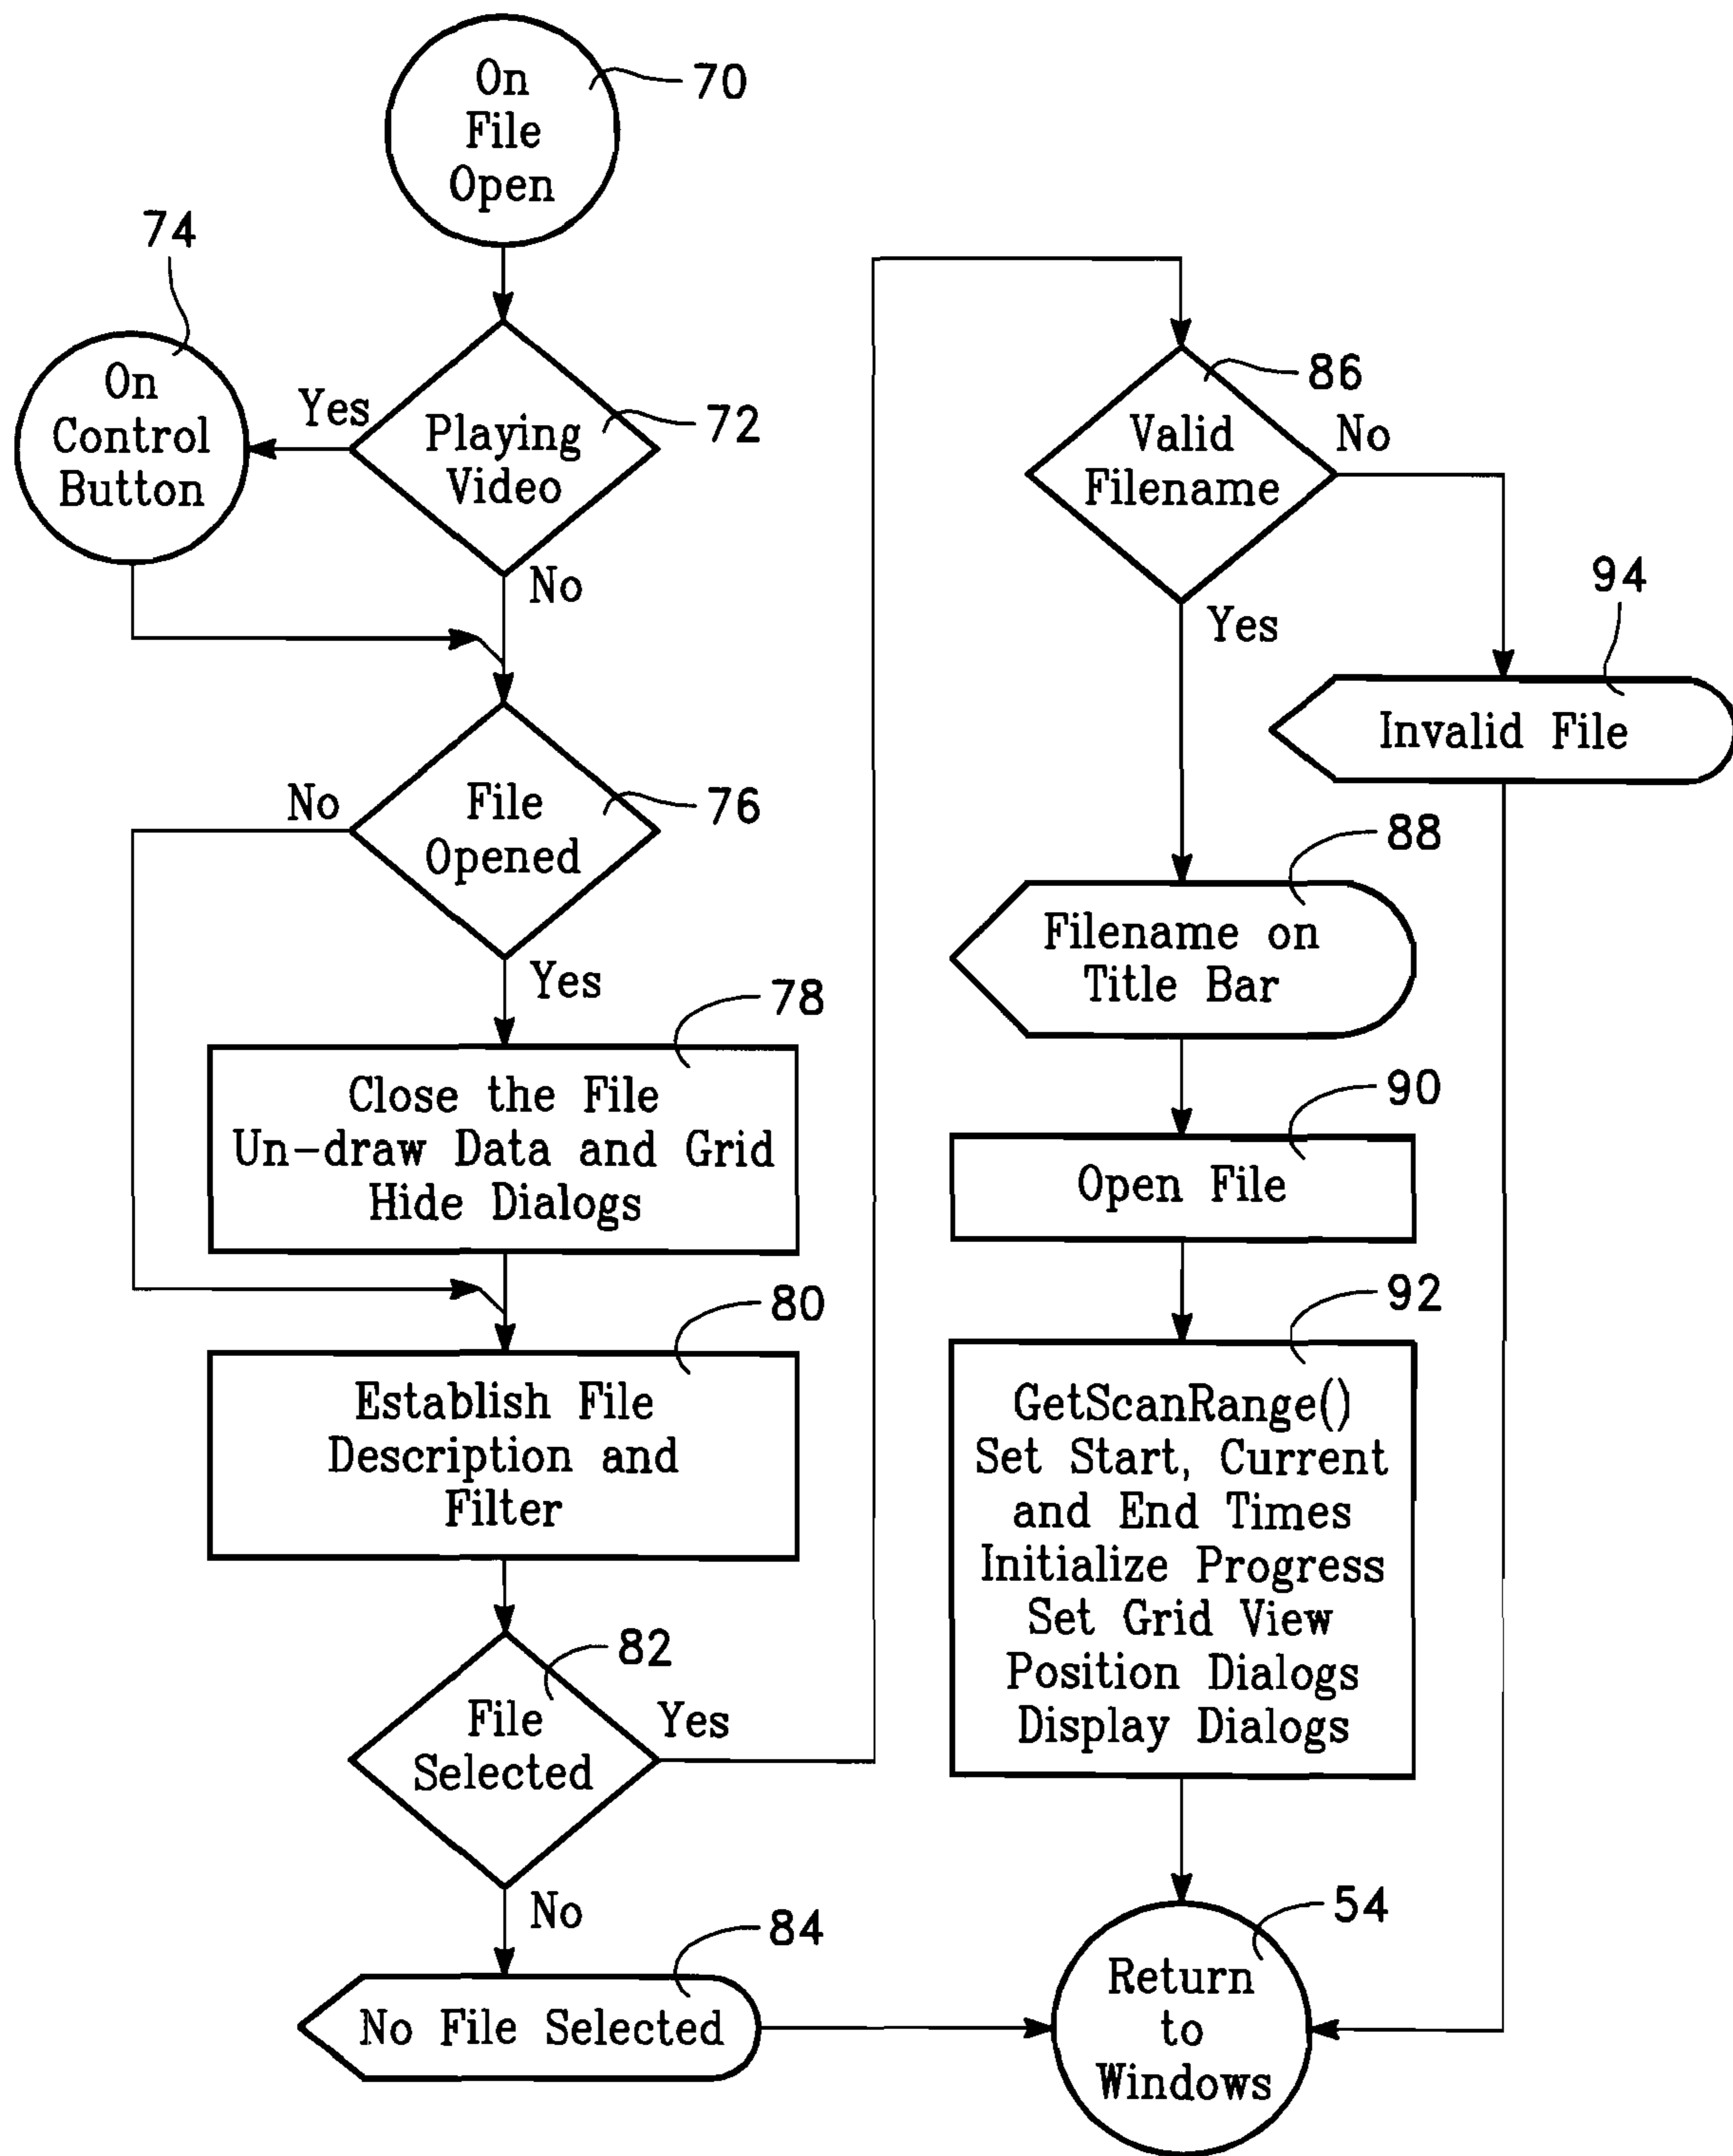 On
File
Open
70
74
On
Control
Button
Yes
Playing
Video
72
No
No
File
Opened
76
Yes
78
Close the File
Un-draw Data and Grid
Hide Dialogs
80
Establish File
Description and
Filter
82
File
Selected
Yes
No
84
No File Selected
86
Valid
Filename
No
Yes
94
Invalid File
88
Filename on
Title Bar
90
Open File
92
GetScanRange()
Set Start, Current
and End Times
Initialize Progress
Set Grid View
Position Dialogs
Display Dialogs
54
Return
to
Windows